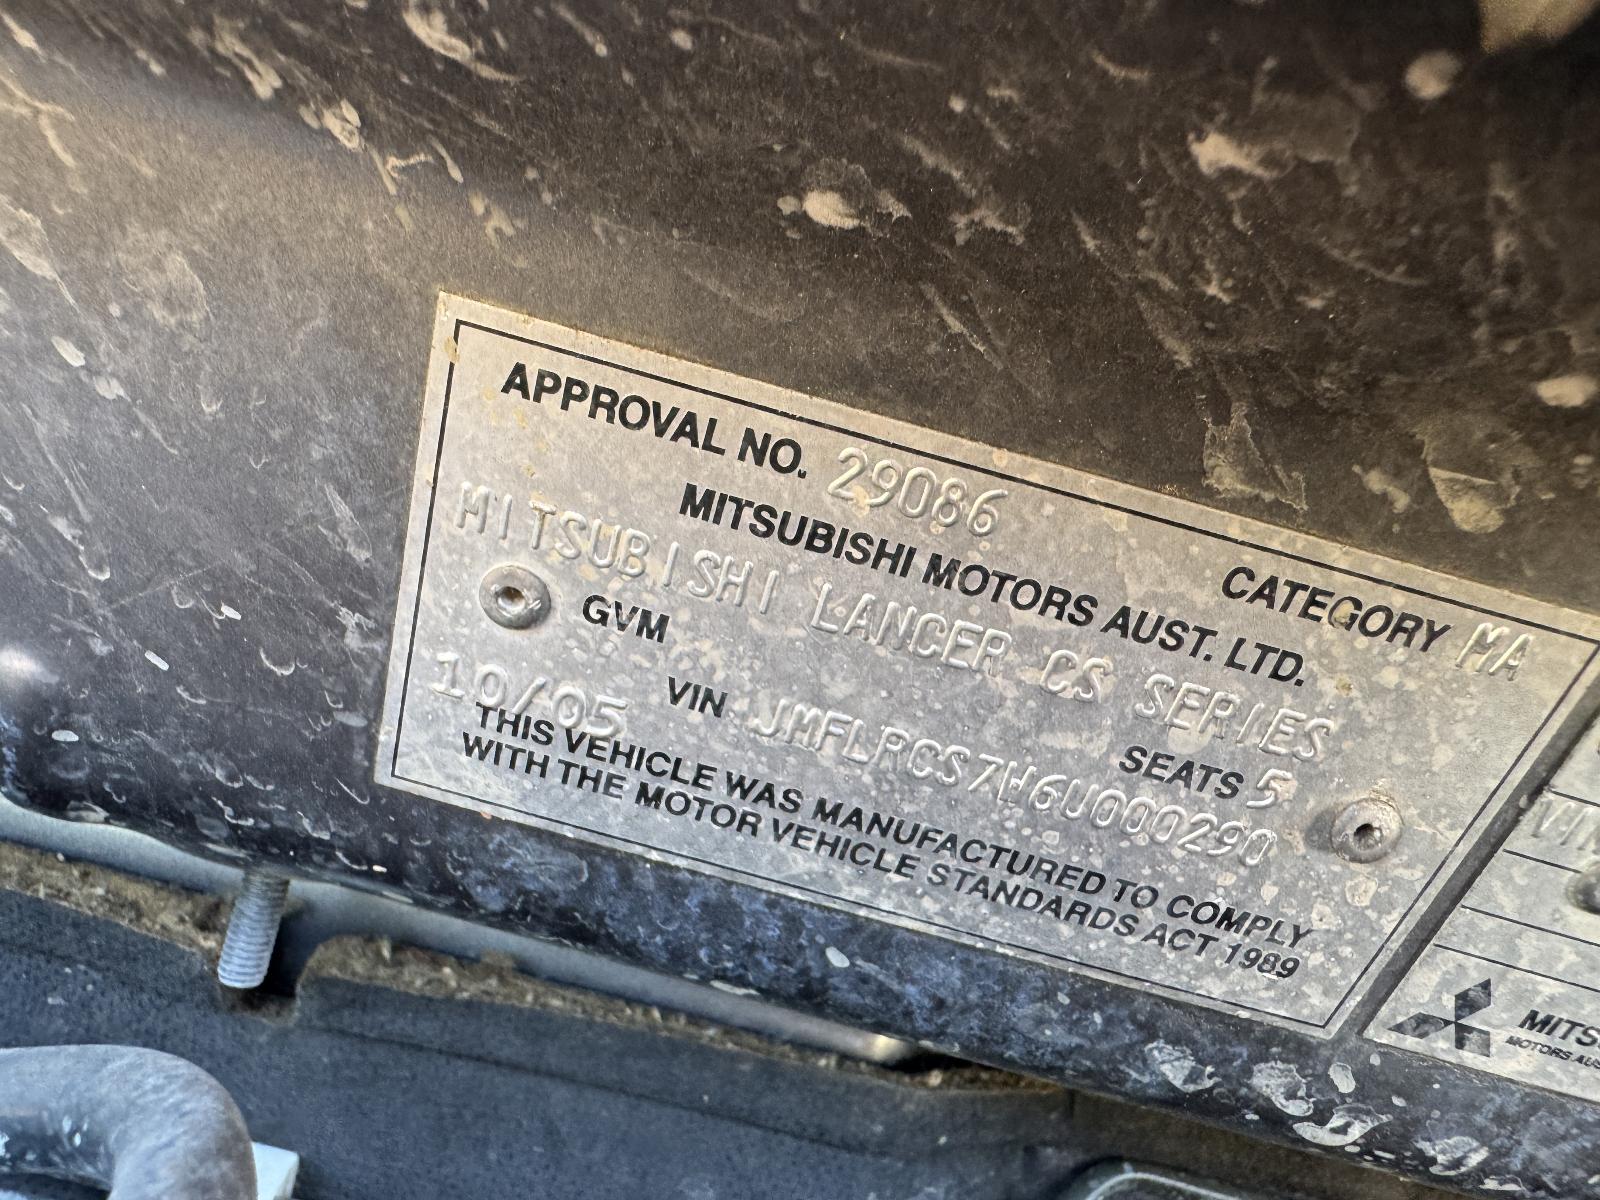 APPROVAL NO. 29086
CATEGORY MA
MITSUBISHI MOTORS AUST. LTD.
MITSUBISHI LANCER CS SERIES
GVM
SEATS 5
10/05 VIN JMFLRCS7W6U000290
THIS VEHICLE WAS MANUFACTURED TO COMPLY
WITH THE MOTOR VEHICLE STANDARDS ACT 1989